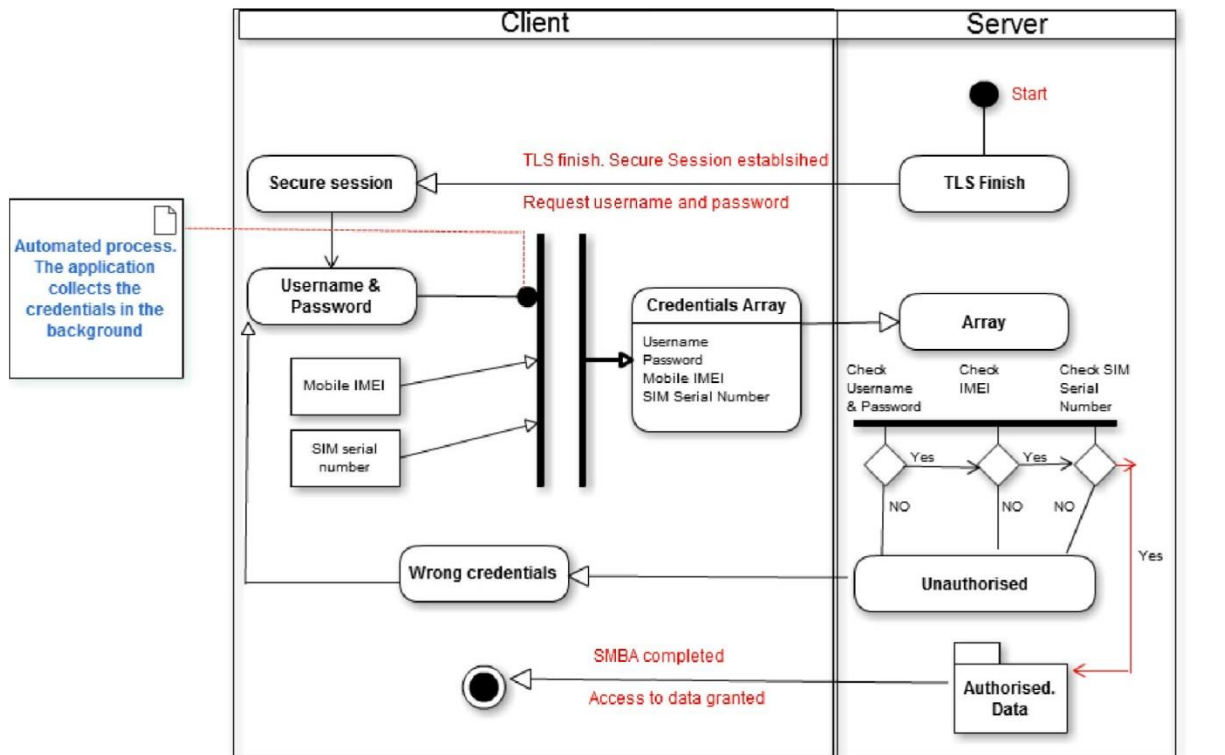 Client
Server
Start
TLS finish. Secure Session establsihed
Secure session
TLS Finish
Request username and password
Automated process.
The application
collects the
credentials in the
background
Username &
Password
Credentials Array
Username
Password
Mobile IMEI
SIM Serial Number
Array
Mobile IMEI
SIM serial
number
Check
Username
& Password
Check
IMEI
Check SIM
Serial
Number
Yes
Yes
NO
NO
NO
Yes
Wrong credentials
Unauthorised
SMBA completed
Access to data granted
Authorised.
Data